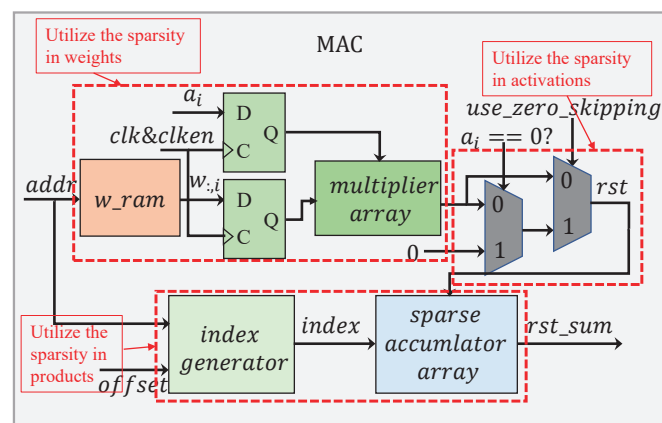 Utilize the sparsity
in weights
MAC
Utilize the sparsity
in activations
a_i
D
Q
C
clk&clken
use_zero_skipping
a_i == 0?
addr
w_ram
w_{:,i}
D
Q
C
multiplier
array
0
0
1
0
1
rst
Utilize the
sparsity in
products
offset
index
generator
index
sparse
accumlator
array
rst_sum